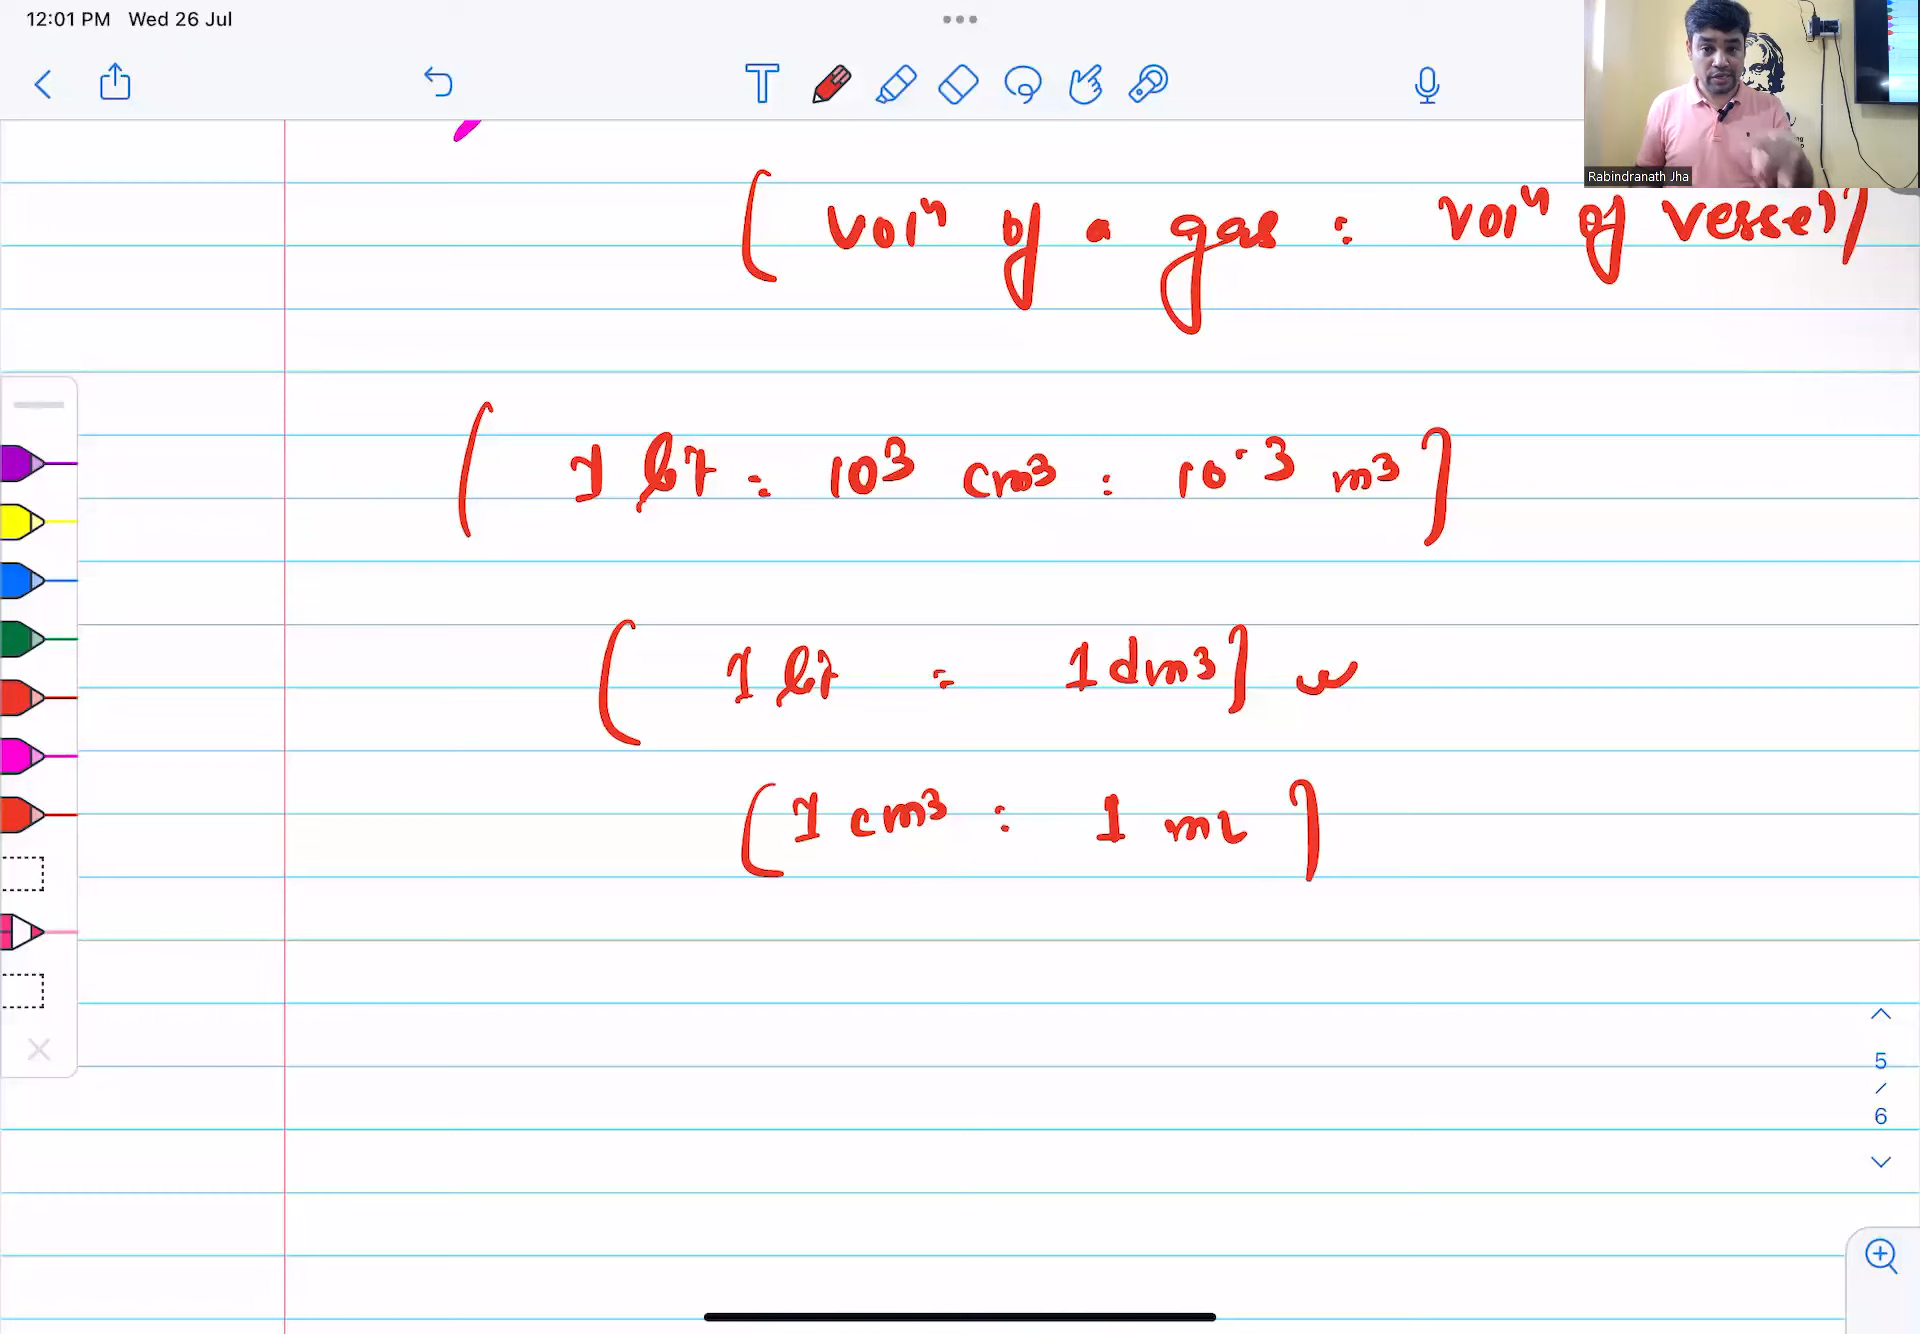 12:01 PM Wed 26 Jul
T
Rabindranath Jha
( Volⁿ of a gas = Volⁿ of vessel)
( 1 lit = 10³ cm³ = 10⁻³ m³ )
( 1 lit = 1 dm³ )
( 1 cm³ = 1 mL )
5
/
6